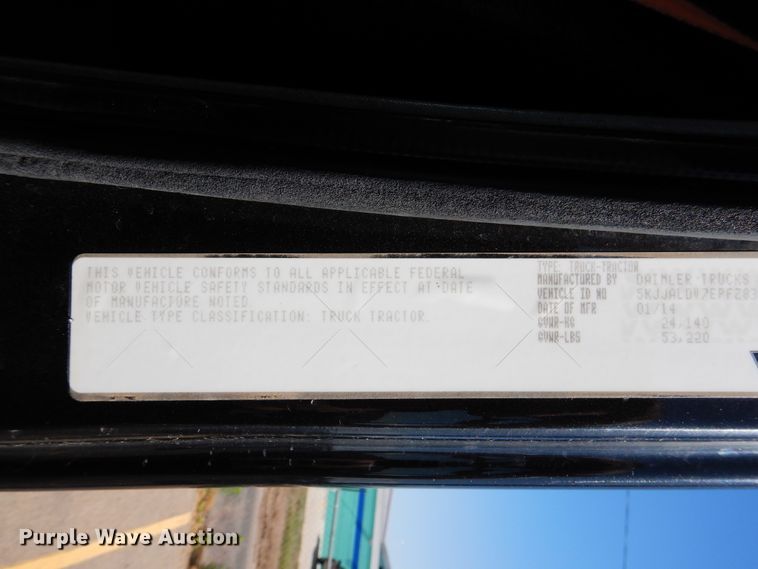 THIS VEHICLE CONFORMS TO ALL APPLICABLE FEDERAL
MOTOR VEHICLE SAFETY STANDARDS IN EFFECT AT DATE
OF MANUFACTURE NOTED.
VEHICLE TYPE CLASSIFICATION: TRUCK TRACTOR.
TYPE: TRUCK-TRACTOR
MANUFACTURED BY DAIMLER TRUCKS
VEHICLE ID NO
DATE OF MFR 01/14
GVWR-KG 24,140
GVWR-LBS 53,220
Purple Wave Auction